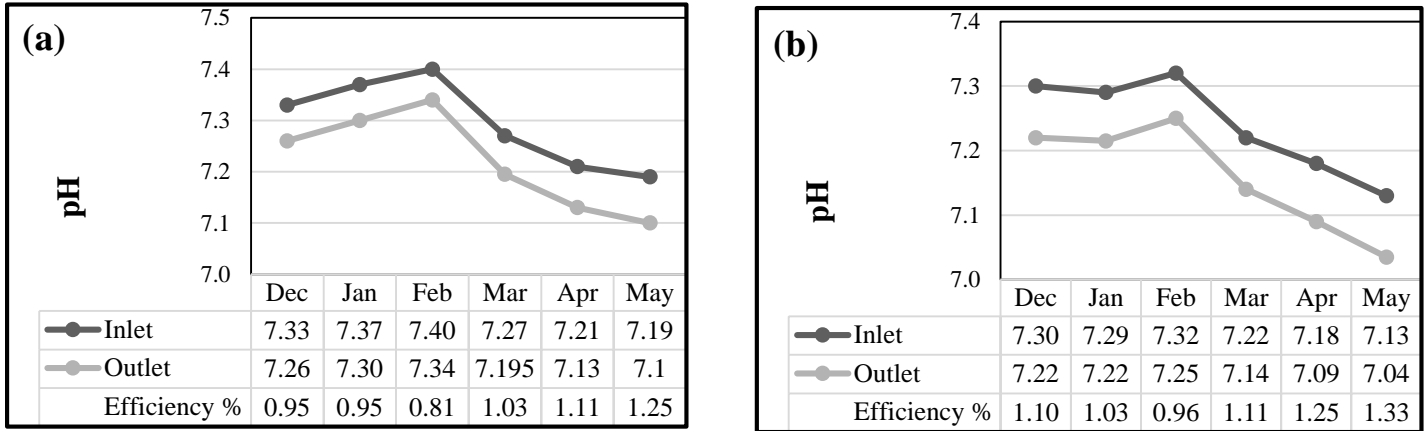 (a)
pH
7.5
7.4
7.3
7.2
7.1
7.0
Dec Jan Feb Mar Apr May
Inlet 7.33 7.37 7.40 7.27 7.21 7.19
Outlet 7.26 7.30 7.34 7.195 7.13 7.1
Efficiency % 0.95 0.95 0.81 1.03 1.11 1.25
(b)
pH
7.4
7.3
7.2
7.1
7.0
Dec Jan Feb Mar Apr May
Inlet 7.30 7.29 7.32 7.22 7.18 7.13
Outlet 7.22 7.22 7.25 7.14 7.09 7.04
Efficiency % 1.10 1.03 0.96 1.11 1.25 1.33